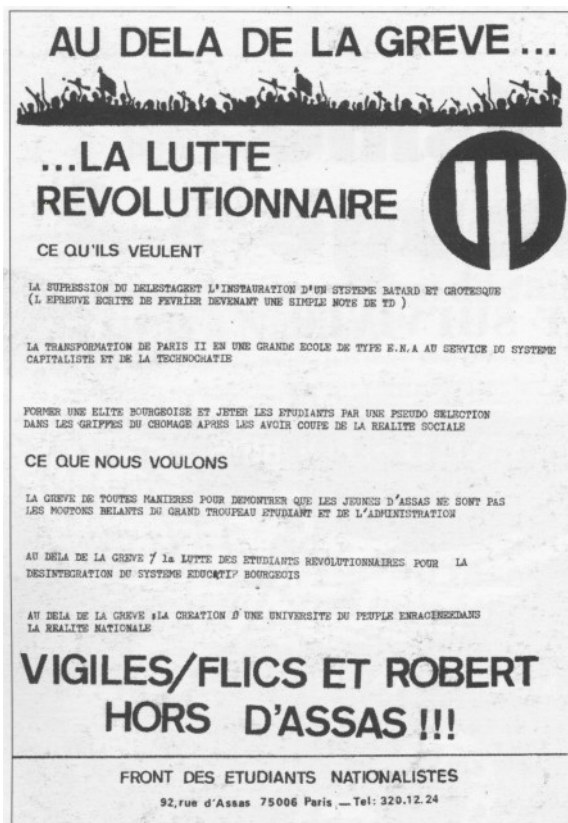 AU DELA DE LA GREVE ...
...LA LUTTE
REVOLUTIONNAIRE
CE QU'ILS VEULENT
LA SUPRESSION DU DELESTAGEET L'INSTAURATION D'UN SYSTEME BATARD ET GROTESQUE
(L EPREUVE ECRITE DE FEVRIER DEVENANT UNE SIMPLE NOTE DE TD )
LA TRANSFORMATION DE PARIS II EN UNE GRANDE ECOLE DE TYPE E.N.A AU SERVICE DU SYSTEME
CAPITALISTE ET DE LA TECHNOCHATIE
FORMER UNE ELITE BOURGEOISE ET JETER LES ETUDIANTS PAR UNE PSEUDO SELECTION
DANS LES GRIFFES DU CHOMAGE APRES LES AVOIR COUPE DE LA REALITE SOCIALE
CE QUE NOUS VOULONS
LA GREVE DE TOUTES MANIERES POUR DEMONTRER QUE LES JEUNES D'ASSAS NE SONT PAS
LES MOUTONS BELANTS DU GRAND TROUPEAU ETUDIANT ET DE L'ADMINISTRATION
AU DELA DE LA GREVE / la LUTTE DES ETUDIANTS REVOLUTIONNAIRES POUR LA
DESINTEGRATION DU SYSTEME EDUCATIF BOURGEOIS
AU DELA DE LA GREVE :LA CREATION D'UNE UNIVERSITE DU PEUPLE ENRACINEEDANS
LA REALITE NATIONALE
VIGILES/FLICS ET ROBERT
HORS D'ASSAS !!!
FRONT DES ETUDIANTS NATIONALISTES
92, rue d'Assas 75006 Paris — Tel: 320.12.24